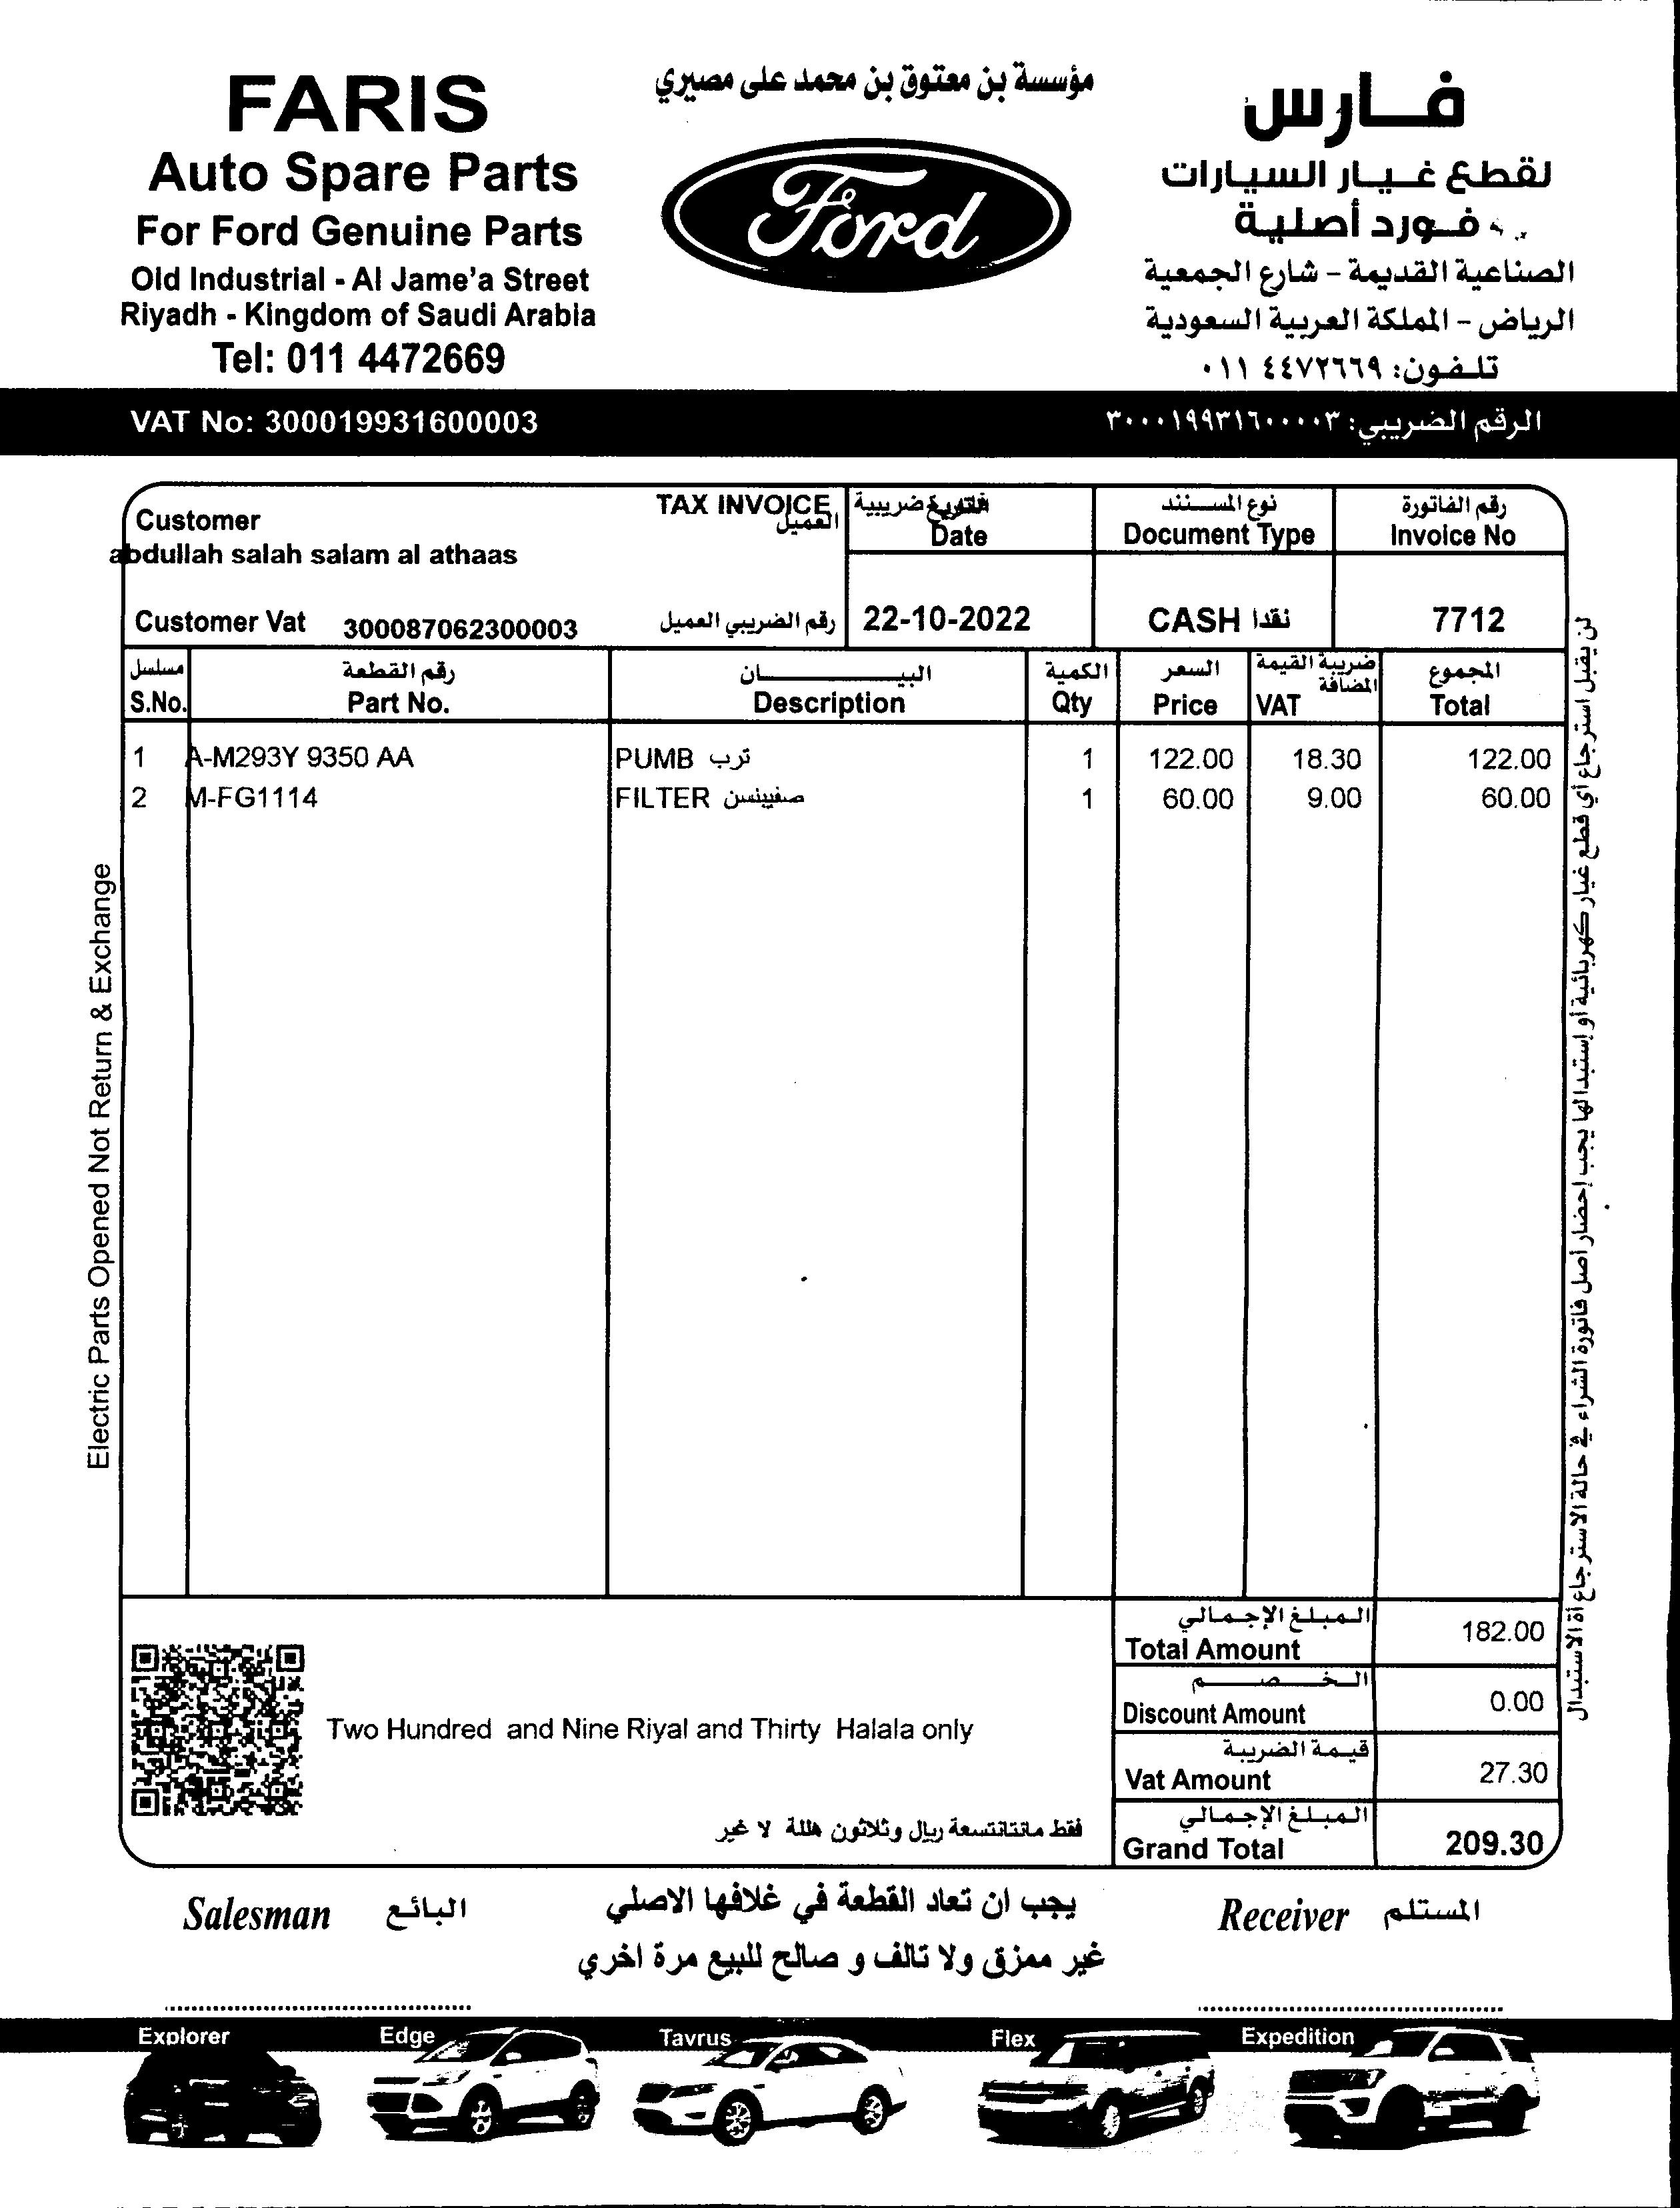 FARIS
Auto Spare Parts
For Ford Genuine Parts
Old Industrial - Al Jame'a Street
Riyadh - Kingdom of Saudi Arabia
Tel: 011 4472669
مؤسسة بن معتوق بن محمد على مصيري
Ford
فارس
لقطع غيار السيارات
فورد أصلية
الصناعية القديمة - شارع الجمعية
الرياض - المملكة العربية السعودية
تلفون: ٠١١ ٤٤٧٢٦٦٩
VAT No: 300019931600003
الرقم الضريبي: ٣٠٠٠١٩٩٣١٦٠٠٠٠٣
TAX INVOICE فاتورة ضريبية
Customer العميل
abdullah salah salam al athaas
Customer Vat 300087062300003 رقم الضريبي العميل
التاريخ
Date
22-10-2022
نوع المستند
Document Type
CASH نقدا
رقم الفاتورة
Invoice No
7712
مسلسل رقم القطعة البيان الكمية السعر ضريبة القيمة المضافة المجموع
S.No. Part No. Description Qty Price VAT Total
1 A-M293Y 9350 AA PUMB ترب 1 122.00 18.30 122.00
2 M-FG1114 FILTER صفيينسن 1 60.00 9.00 60.00
Electric Parts Opened Not Return & Exchange
لن يقبل استرجاع أي قطع غيار كهربائية أو إستبدالها يجب إحضار أصل فاتورة الشراء في حالة الاسترجاع أة الاستبدال
المبلغ الإجمالي
Total Amount 182.00
الخصم
Discount Amount 0.00
قيمة الضريبة
Vat Amount 27.30
المبلغ الإجمالي
Grand Total 209.30
Two Hundred and Nine Riyal and Thirty Halala only
فقط مائتانتسعة ريال وثلاثون هللة لا غير
Salesman البائع
يجب ان تعاد القطعة في غلافها الاصلي
غير ممزق ولا تالف و صالح للبيع مرة اخري
Receiver المستلم
Explorer Edge Tavrus Flex Expedition